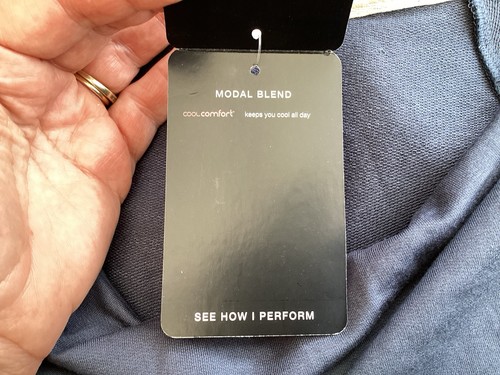 MODAL BLEND
coolcomfort® keeps you cool all day
SEE HOW I PERFORM